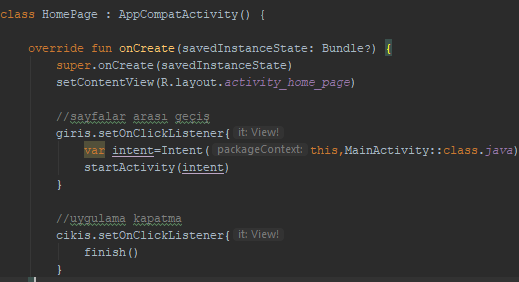 class HomePage : AppCompatActivity() {
override fun onCreate(savedInstanceState: Bundle?) {
super.onCreate(savedInstanceState)
setContentView(R.layout.activity_home_page)
//sayfalar arası geçiş
giris.setOnClickListener{ it: View!
var intent=Intent( packageContext: this,MainActivity::class.java)
startActivity(intent)
}
//uygulama kapatma
cikis.setOnClickListener{ it: View!
finish()
}